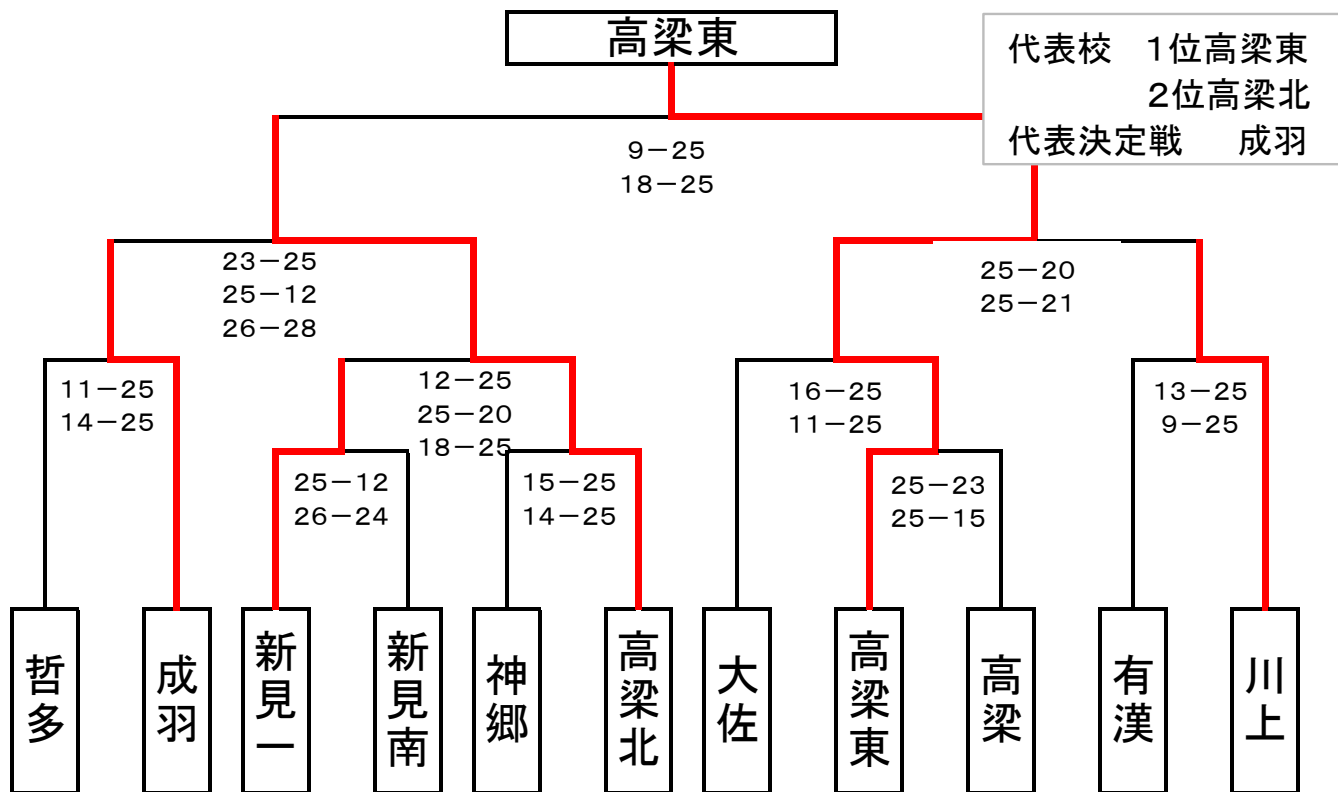 高梁東
代表校　1位高梁東
2位高梁北
代表決定戦　成羽
9－25
18－25
23－25
25－12
26－28
25－20
25－21
11－25
14－25
12－25
25－20
18－25
16－25
11－25
13－25
9－25
25－12
26－24
15－25
14－25
25－23
25－15
哲多
成羽
新見一
新見南
神郷
高梁北
大佐
高梁東
高梁
有漢
川上